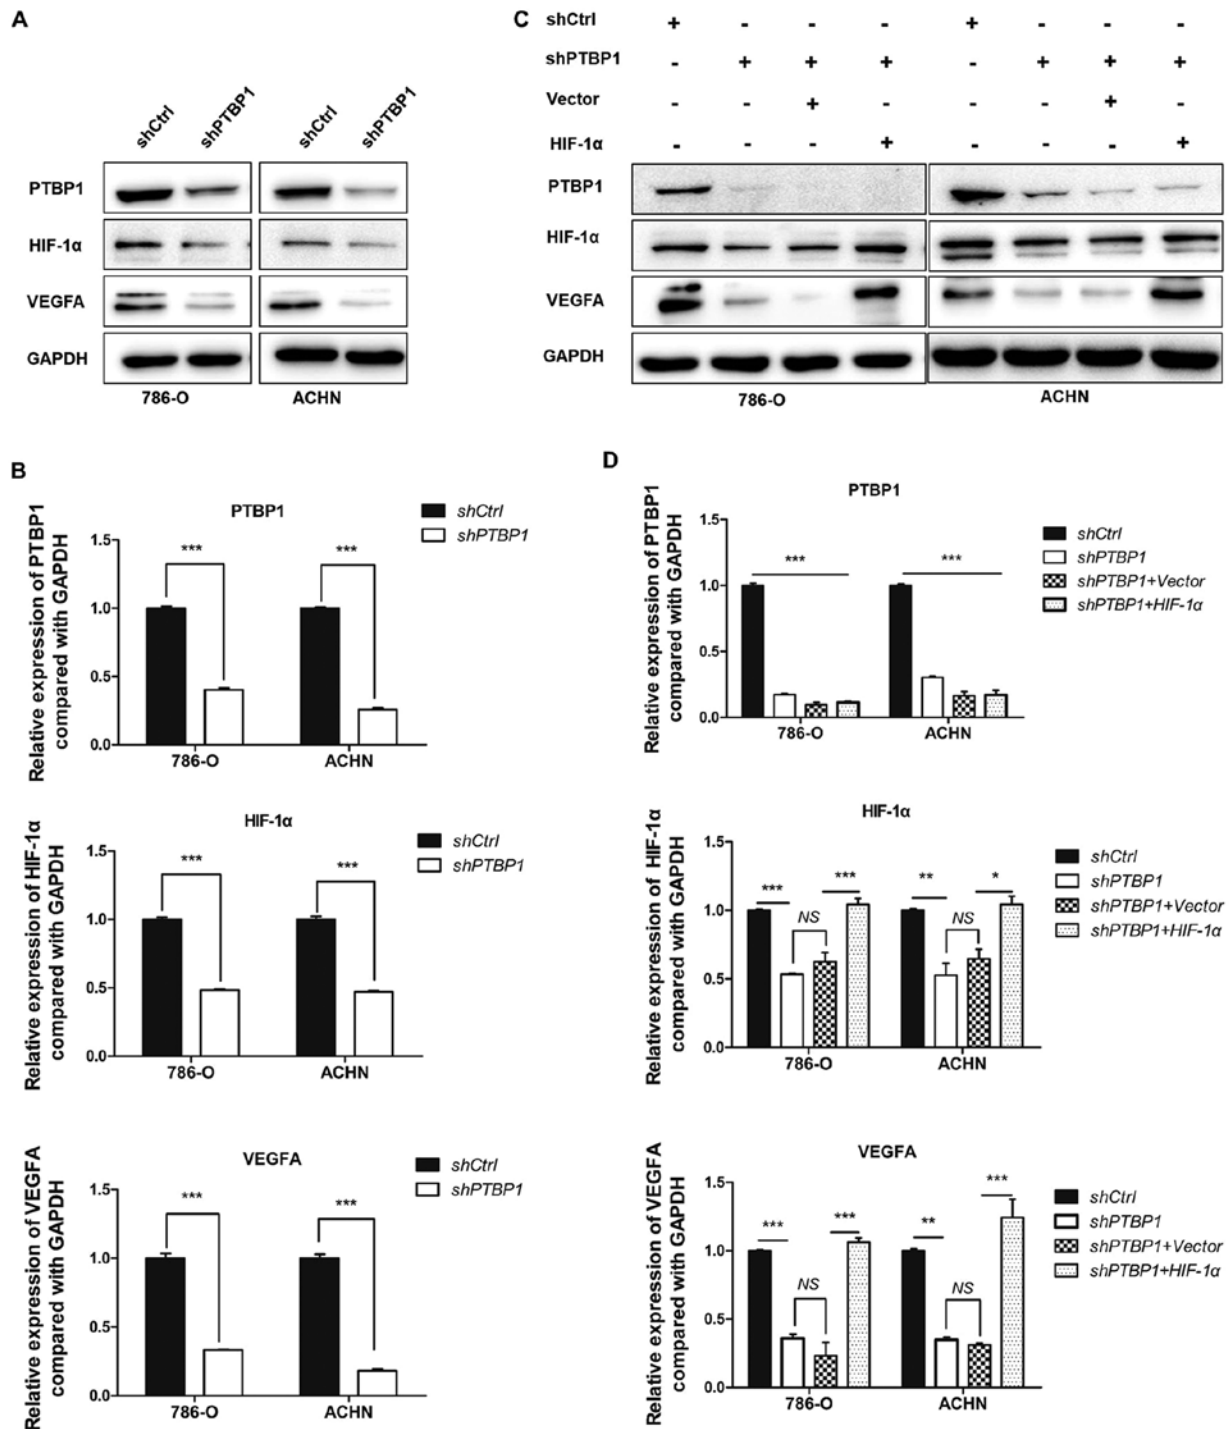 A
shCtrl shPTBP1 shCtrl shPTBP1
PTBP1
HIF-1α
VEGFA
GAPDH
786-O ACHN
C
shCtrl + - - - + - - -
shPTBP1 - + + + - + + +
Vector - - + - - - + -
HIF-1α - - - + - - - +
PTBP1
HIF-1α
VEGFA
GAPDH
786-O ACHN
B
PTBP1
Relative expression of PTBP1
compared with GAPDH
1.5
1.0
0.5
0.0
*** ***
786-O ACHN
shCtrl
shPTBP1
HIF-1α
Relative expression of HIF-1α
compared with GAPDH
1.5
1.0
0.5
0.0
*** ***
786-O ACHN
shCtrl
shPTBP1
VEGFA
Relative expression of VEGFA
compared with GAPDH
1.5
1.0
0.5
0.0
*** ***
786-O ACHN
shCtrl
shPTBP1
D
PTBP1
Relative expression of PTBP1
compared with GAPDH
1.5
1.0
0.5
0.0
*** ***
786-O ACHN
shCtrl
shPTBP1
shPTBP1+Vector
shPTBP1+HIF-1α
HIF-1α
Relative expression of HIF-1α
compared with GAPDH
1.5
1.0
0.5
0.0
*** NS *** ** NS *
786-O ACHN
shCtrl
shPTBP1
shPTBP1+Vector
shPTBP1+HIF-1α
VEGFA
Relative expression of VEGFA
compared with GAPDH
1.5
1.0
0.5
0.0
*** NS *** ** NS ***
786-O ACHN
shCtrl
shPTBP1
shPTBP1+Vector
shPTBP1+HIF-1α